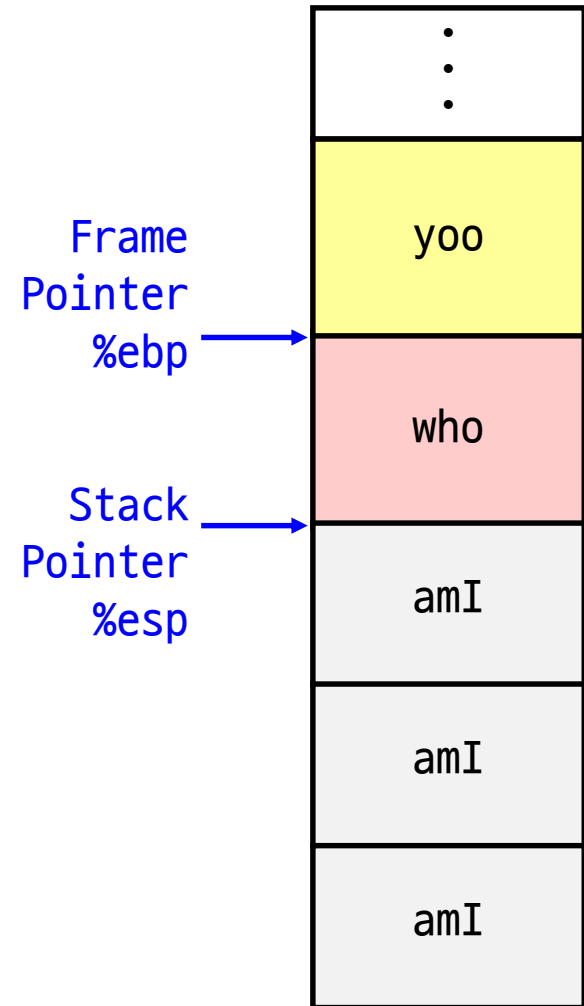 yoo
Frame
Pointer
%ebp
who
Stack
Pointer
%esp
amI
amI
amI